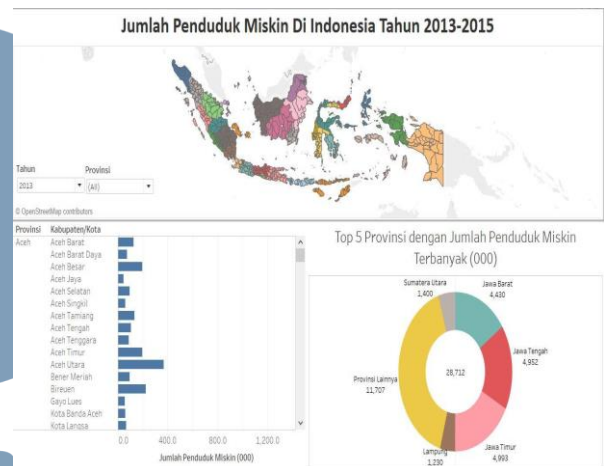 Jumlah Penduduk Miskin Di Indonesia Tahun 2013-2015
Tahun
Provinsi
2013
(All)
© OpenStreetMap contributors
Provinsi
Kabupaten/Kota
Aceh
Aceh Barat
Aceh Barat Daya
Aceh Besar
Aceh Jaya
Aceh Selatan
Aceh Singkil
Aceh Tamiang
Aceh Tengah
Aceh Tenggara
Aceh Timur
Aceh Utara
Bener Meriah
Bireuen
Gayo Lues
Kota Banda Aceh
Kota Langsa
0.0
400.0
800.0
1,200.0
Jumlah Penduduk Miskin (000)
Top 5 Provinsi dengan Jumlah Penduduk Miskin
Terbanyak (000)
Sumatera Utara
1,400
Jawa Barat
4,430
Jawa Tengah
4,952
28,712
Provinsi Lainnya
11,707
Jawa Timur
4,993
Lampung
1,230